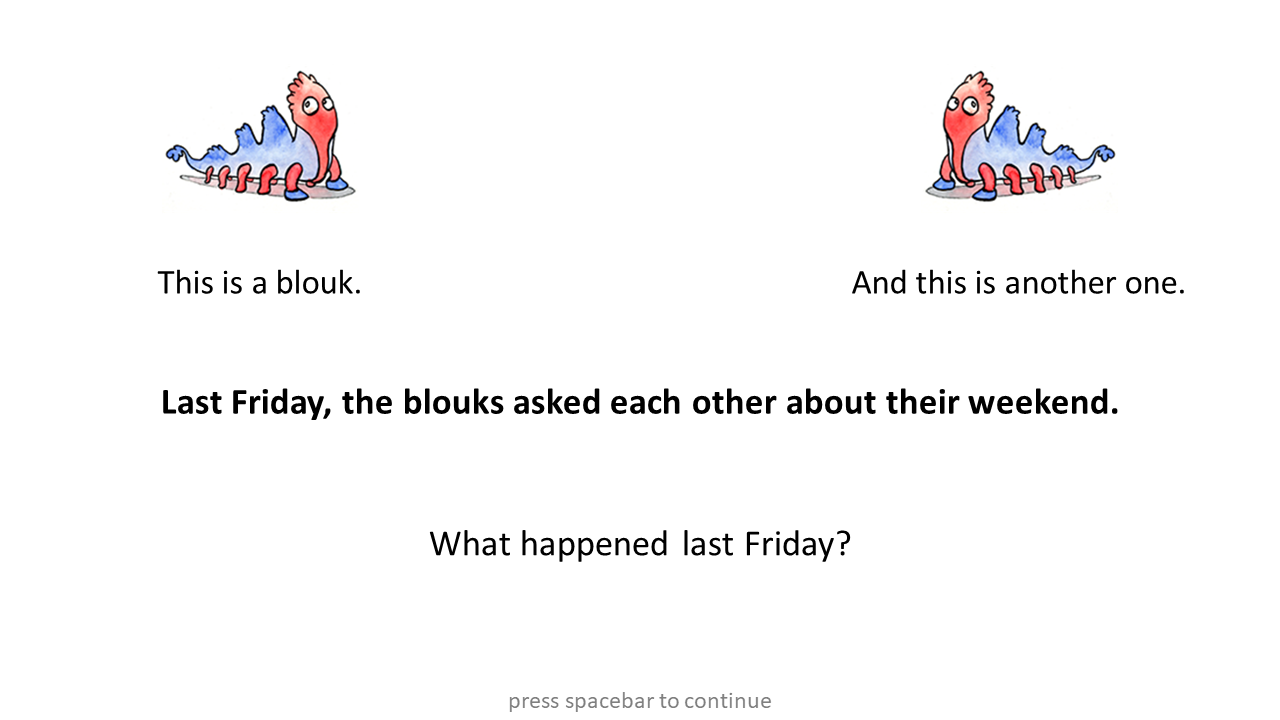 This is a blouk.
And this is another one.
Last Friday, the blouks asked each other about their weekend.
What happened last Friday?
press spacebar to continue